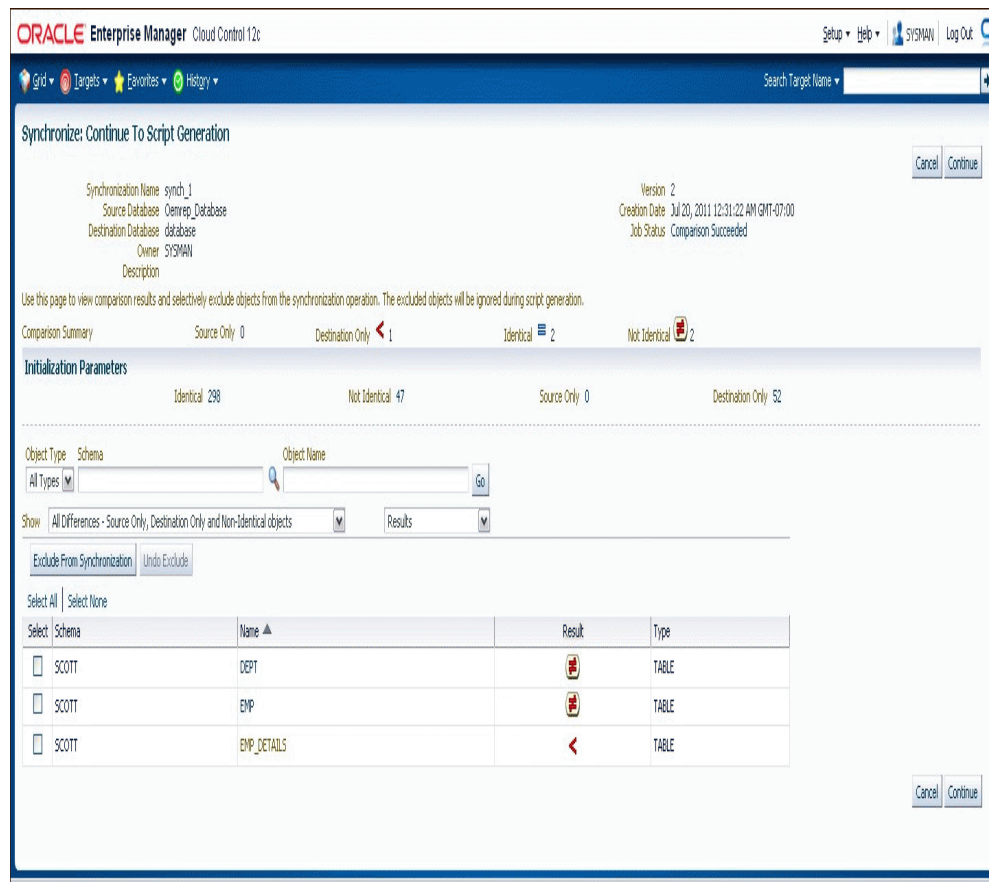 ORACLE Enterprise Manager Cloud Control 12c
Setup Help SYSMAN Log Out
Grid Targets Favorites History Search Target Name
Synchronize: Continue To Script Generation
Cancel Continue
Synchronization Name synch_1 Version 2
Source Database Oemrep_Database Creation Date Jul 20, 2011 12:31:22 AM GMT-07:00
Destination Database database Job Status Comparison Succeeded
Owner SYSMAN
Description
Use this page to view comparison results and selectively exclude objects from the synchronization operation. The excluded objects will be ignored during script generation.
Comparison Summary Source Only 0 Destination Only 1 Identical 2 Not Identical 2
Initialization Parameters
Identical 298 Not Identical 47 Source Only 0 Destination Only 52
Object Type Schema Object Name
All Types Go
Show All Differences - Source Only, Destination Only and Non-Identical objects Results
Exclude From Synchronization Undo Exclude
Select All | Select None
Select Schema Name Result Type
SCOTT DEPT TABLE
SCOTT EMP TABLE
SCOTT EMP_DETAILS TABLE
Cancel Continue